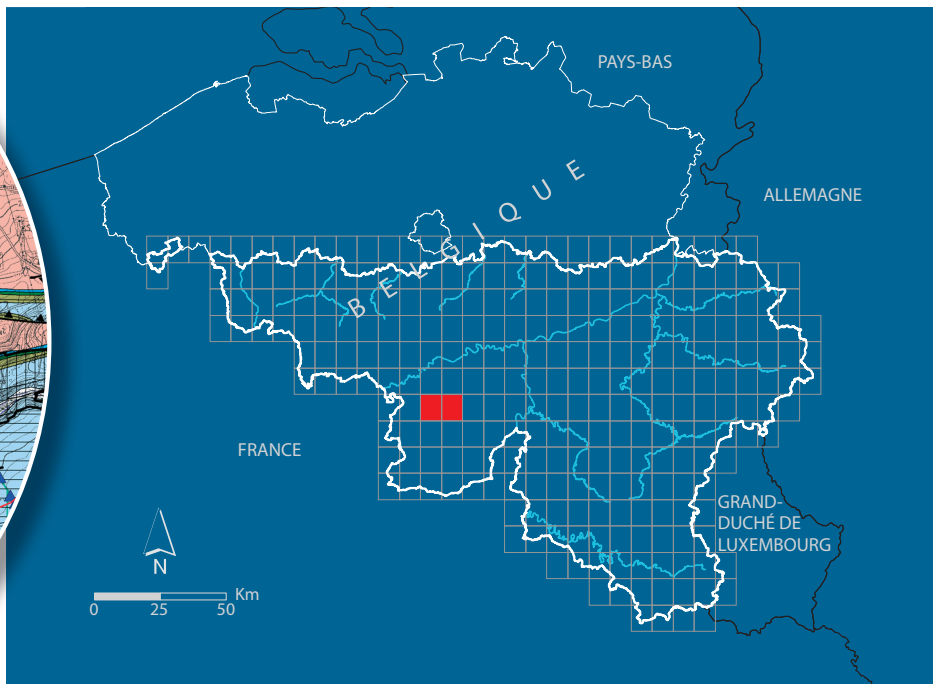 PAYS-BAS
ALLEMAGNE
BELGIQUE
FRANCE
GRAND-
DUCHÉ DE
LUXEMBOURG
N
Km
0 25 50